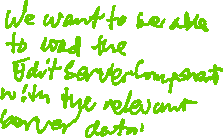 We want to be able
to load the
EditServerComponent
with the relevant
server data